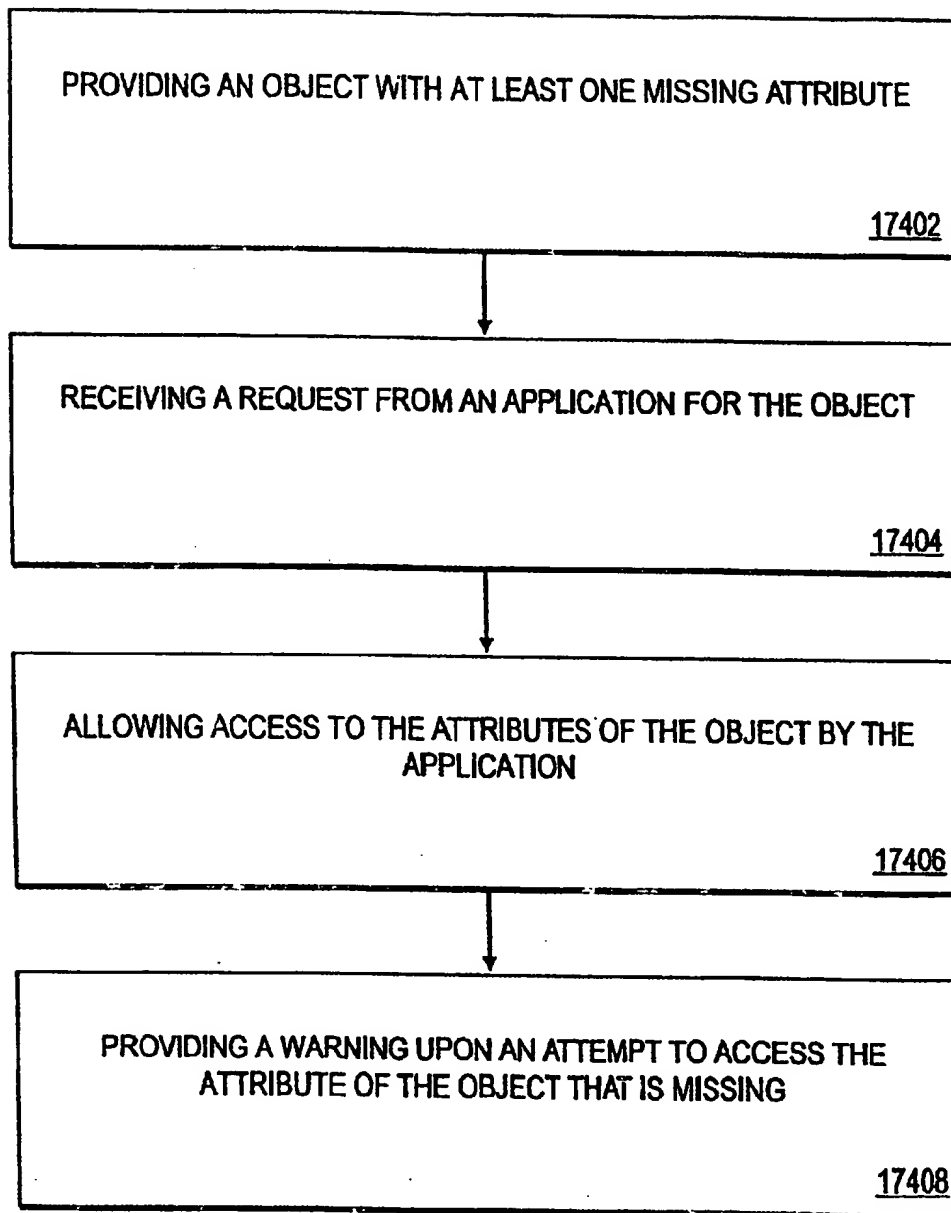 PROVIDING AN OBJECT WITH AT LEAST ONE MISSING ATTRIBUTE
17402
RECEIVING A REQUEST FROM AN APPLICATION FOR THE OBJECT
17404
ALLOWING ACCESS TO THE ATTRIBUTES OF THE OBJECT BY THE
APPLICATION
17406
PROVIDING A WARNING UPON AN ATTEMPT TO ACCESS THE
ATTRIBUTE OF THE OBJECT THAT IS MISSING
17408